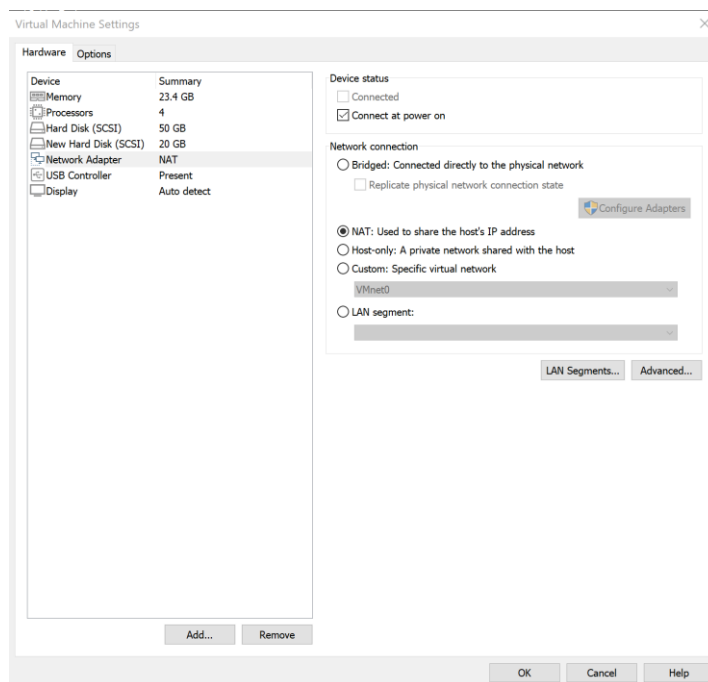 Virtual Machine Settings
Hardware Options
Device Summary
Memory 23.4 GB
Processors 4
Hard Disk (SCSI) 50 GB
New Hard Disk (SCSI) 20 GB
Network Adapter NAT
USB Controller Present
Display Auto detect
Add... Remove
Device status
Connected
Connect at power on
Network connection
Bridged: Connected directly to the physical network
Replicate physical network connection state
Configure Adapters
NAT: Used to share the host's IP address
Host-only: A private network shared with the host
Custom: Specific virtual network
VMnet0
LAN segment:
LAN Segments... Advanced...
OK Cancel Help